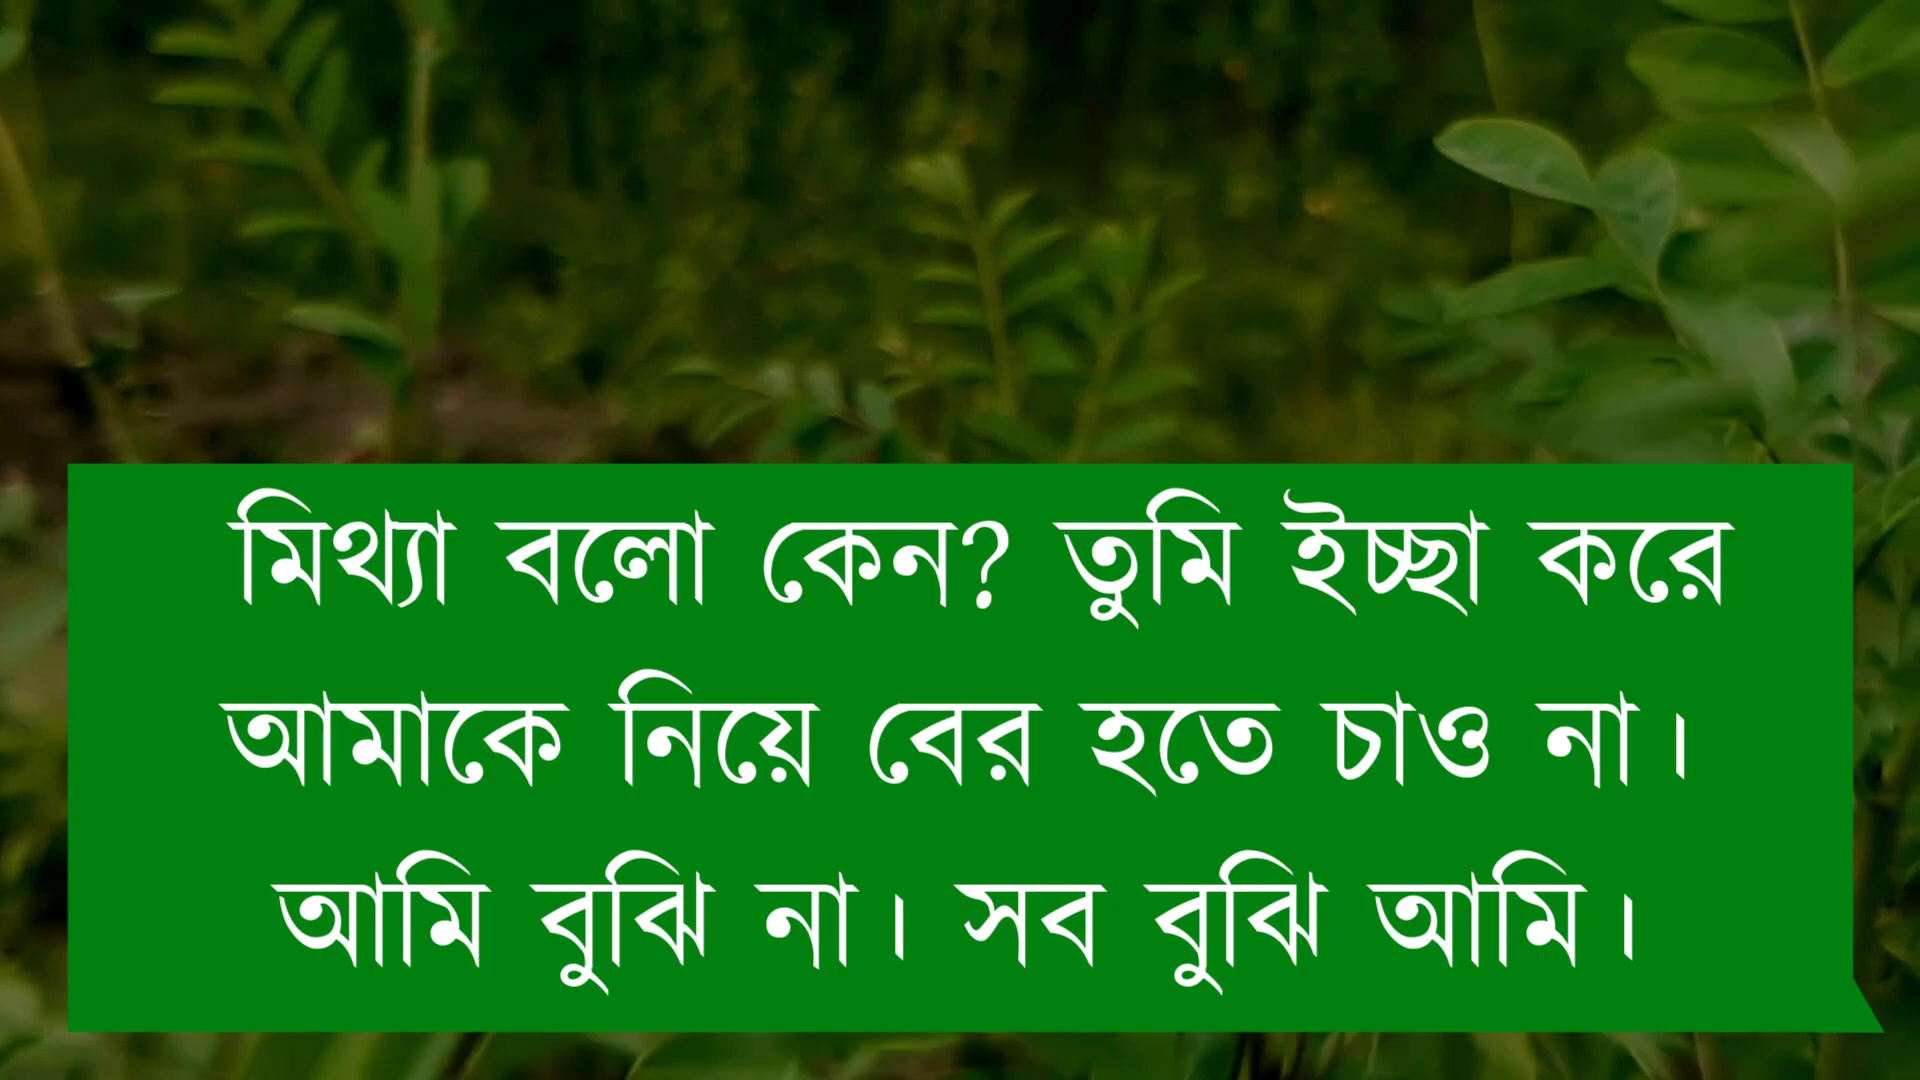 মিথ্যা বলো কেন? তুমি ইচ্ছা করে
আমাকে নিয়ে বের হতে চাও না।
আমি বুঝি না। সব বুঝি আমি।